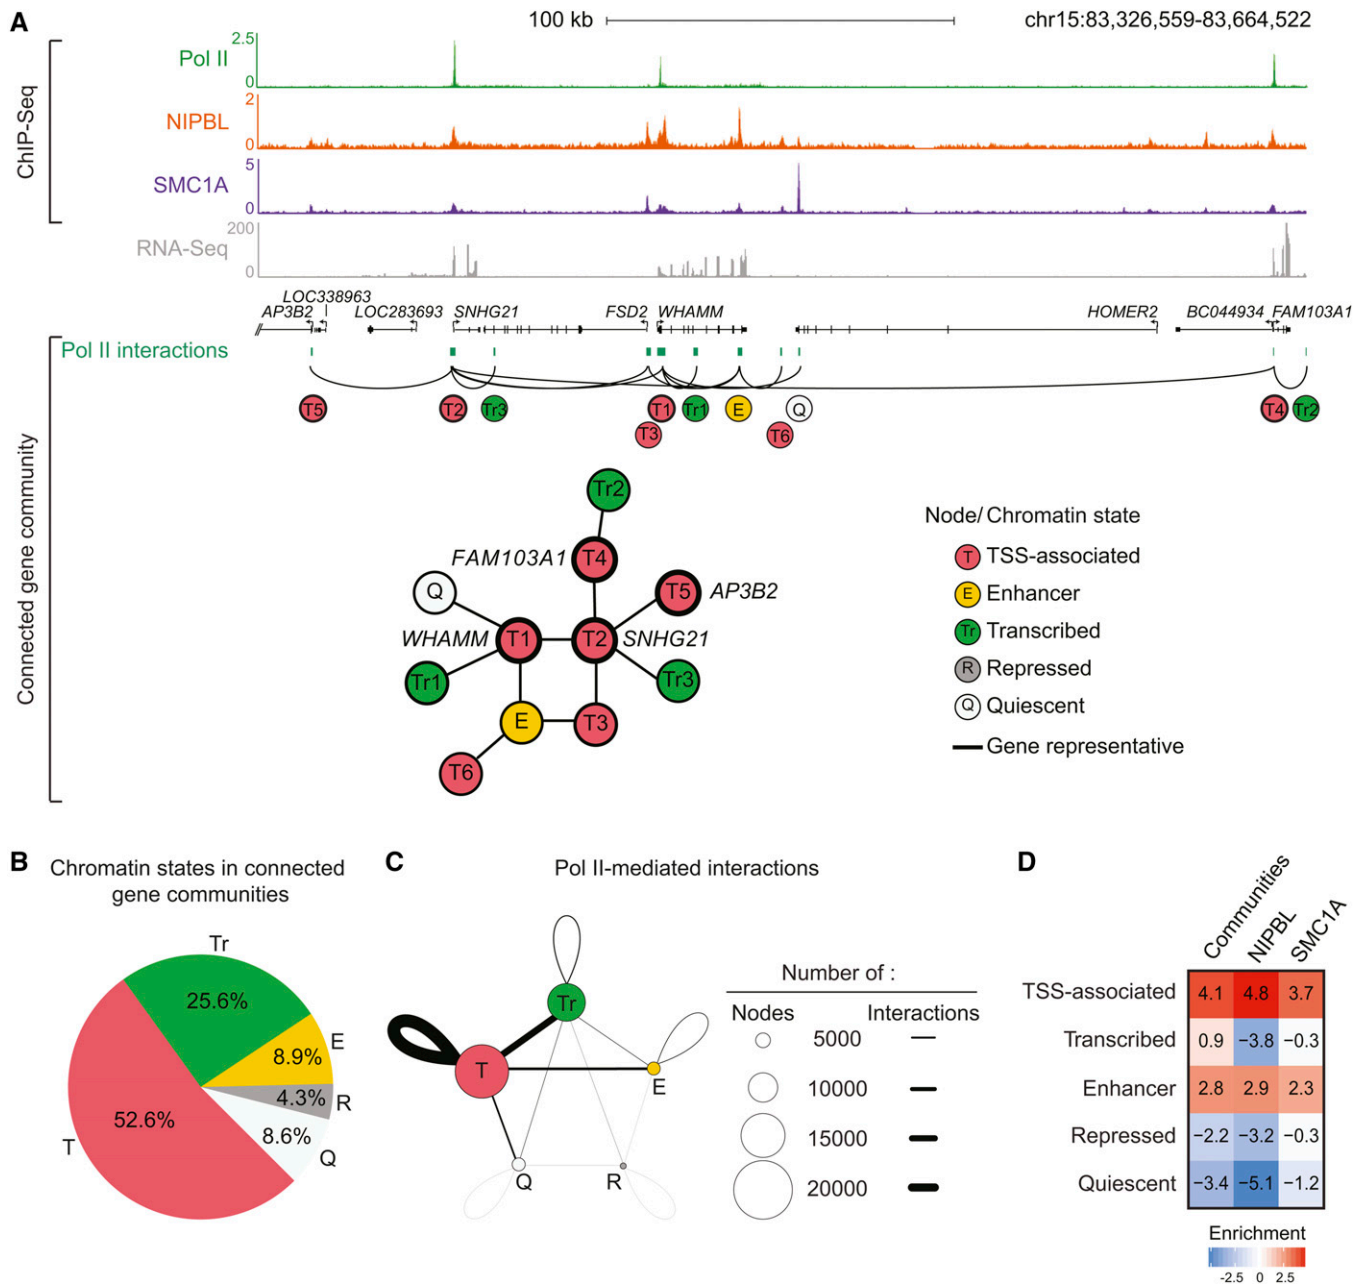 A
100 kb
chr15:83,326,559-83,664,522
ChIP-Seq
Pol II
2.5
0
NIPBL
2
0
SMC1A
5
0
RNA-Seq
200
0
LOC338963
AP3B2
LOC283693
SNHG21
FSD2
WHAMM
HOMER2
BC044934
FAM103A1
Connected gene community
Pol II interactions
T5 T2 Tr3 T1 Tr1 E Q T4 Tr2
T3 T6
Tr2
FAM103A1 T4
Q T5 AP3B2
WHAMM T1 T2 SNHG21
Tr1 Tr3
E T3
T6
Node/ Chromatin state
T TSS-associated
E Enhancer
Tr Transcribed
R Repressed
Q Quiescent
Gene representative
B
Chromatin states in connected
gene communities
Tr
25.6%
E
8.9%
R
4.3%
Q
8.6%
T
52.6%
C
Pol II-mediated interactions
Tr
T
E
Q
R
Number of :
Nodes Interactions
5000
10000
15000
20000
D
Communities
NIPBL
SMC1A
TSS-associated 4.1 4.8 3.7
Transcribed 0.9 −3.8 −0.3
Enhancer 2.8 2.9 2.3
Repressed −2.2 −3.2 −0.3
Quiescent −3.4 −5.1 −1.2
Enrichment
-2.5 0 2.5